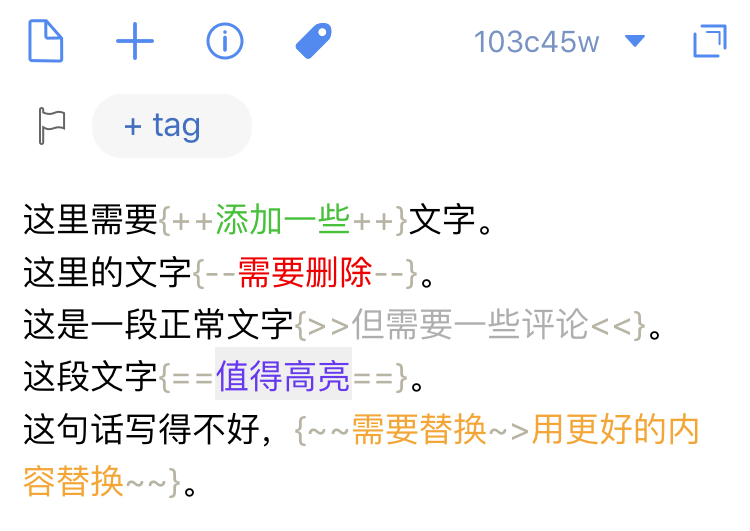 103c45w
+ tag
这里需要{++添加一些++}文字。
这里的文字{--需要删除--}。
这是一段正常文字{>>但需要一些评论<<}。
这段文字{==值得高亮==}。
这句话写得不好，{~~需要替换~>用更好的内
容替换~~}。